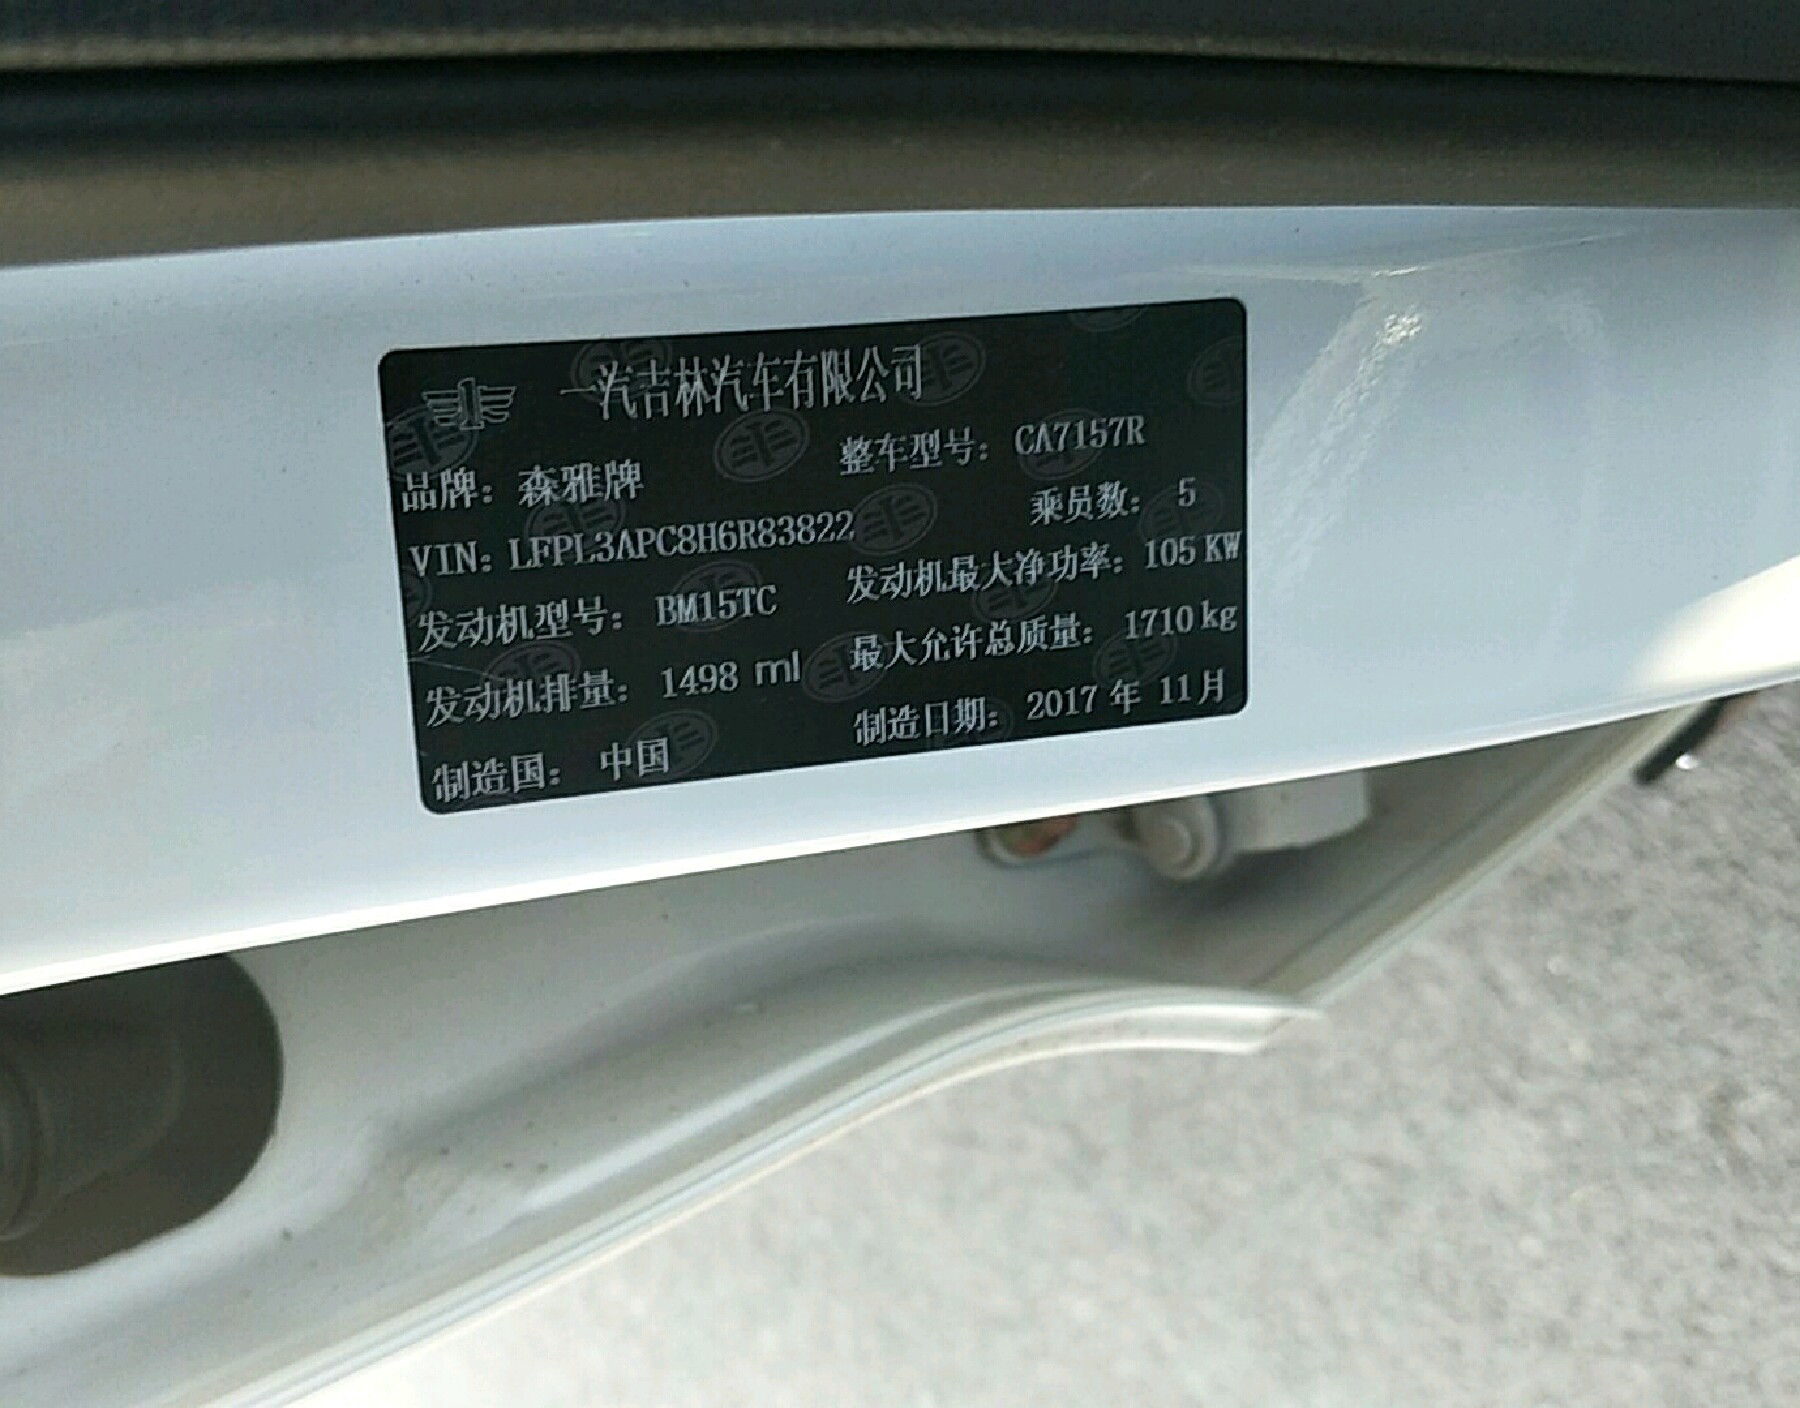 一汽吉林汽车有限公司
品牌：森雅牌 整车型号：CA7157R
VIN：LFPL3APC8H6R83822 乘员数：5
发动机型号：BM15TC 发动机最大净功率：105 KW
发动机排量：1498 ml 最大允许总质量：1710 kg
制造国：中国 制造日期：2017 年 11月